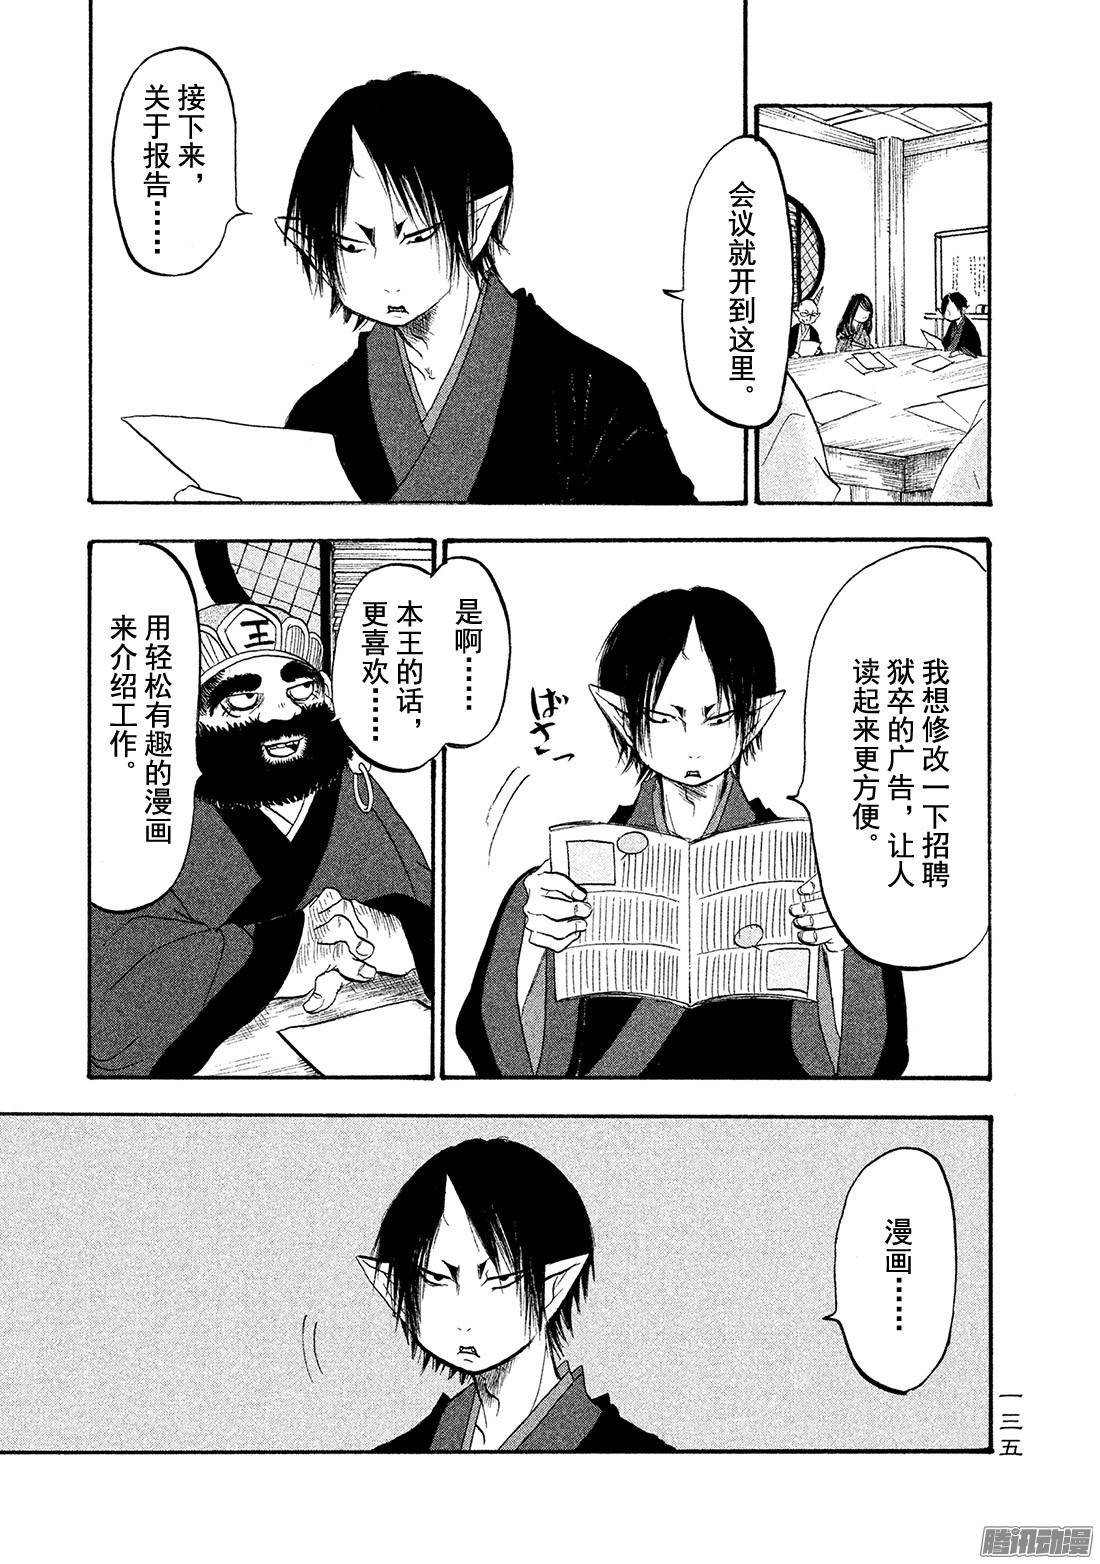 会议就开到这里。
接下来，
关于报告……
我想修改一下招聘
狱卒的广告，让人
读起来更方便。
ばさっ
是啊……
本王的话，
更喜欢……
王
用轻松有趣的漫画
来介绍工作。
漫画……
一三五
腾讯动漫